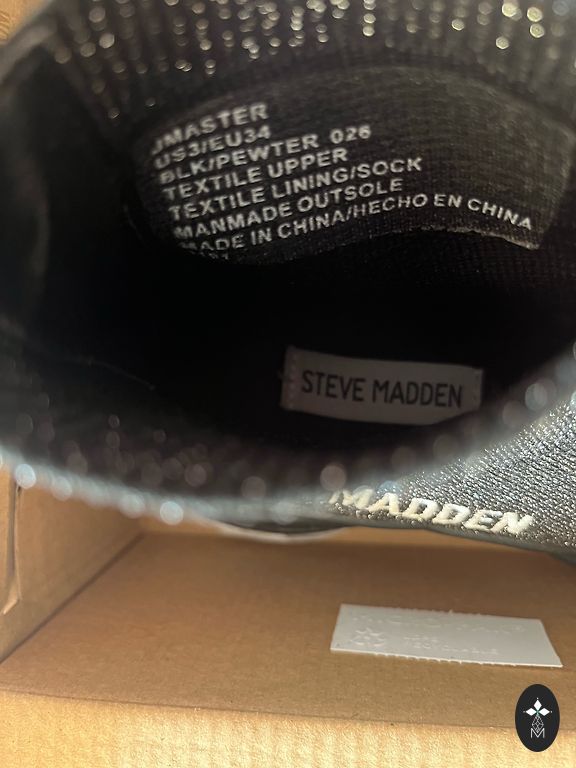 JMASTER
US3/EU34
BLK/PEWTER 026
TEXTILE UPPER
TEXTILE LINING/SOCK
MANMADE OUTSOLE
MADE IN CHINA/HECHO EN CHINA
STEVE MADDEN
MADDEN
M